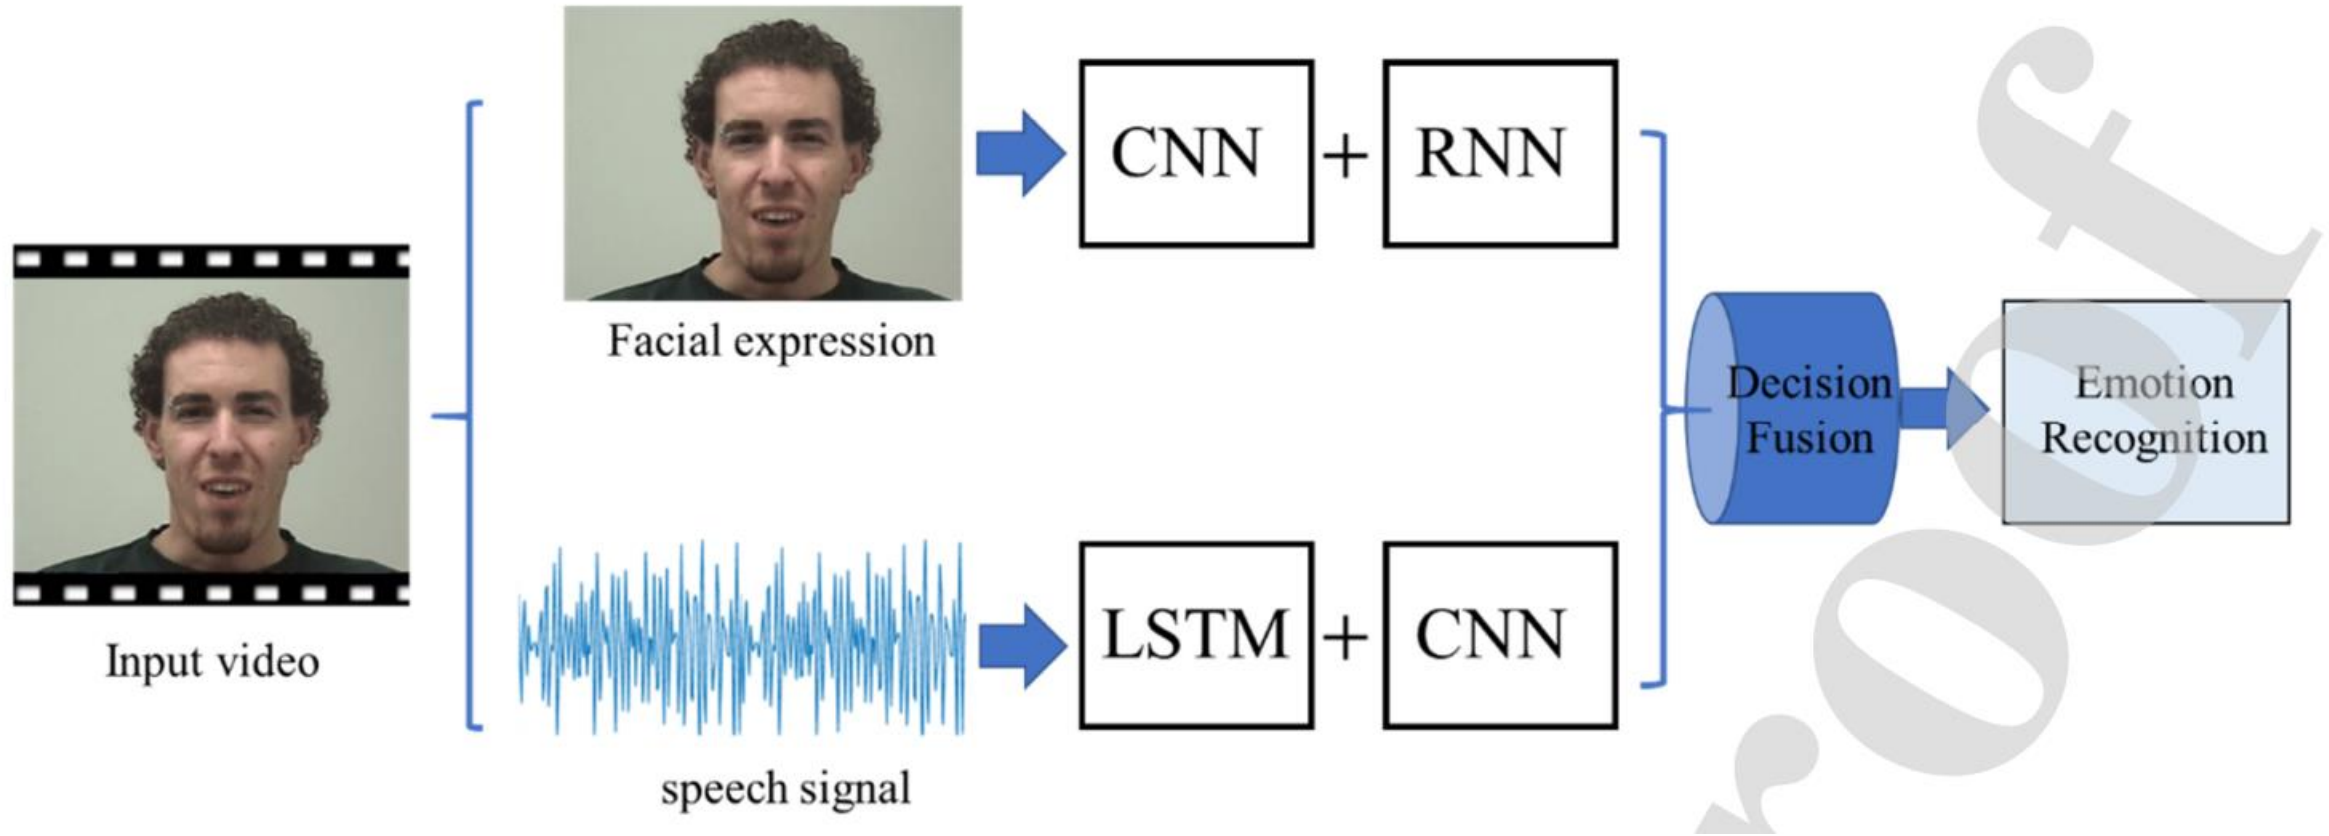 Input video
Facial expression
CNN + RNN
speech signal
LSTM + CNN
Decision
Fusion
Emotion
Recognition
roof